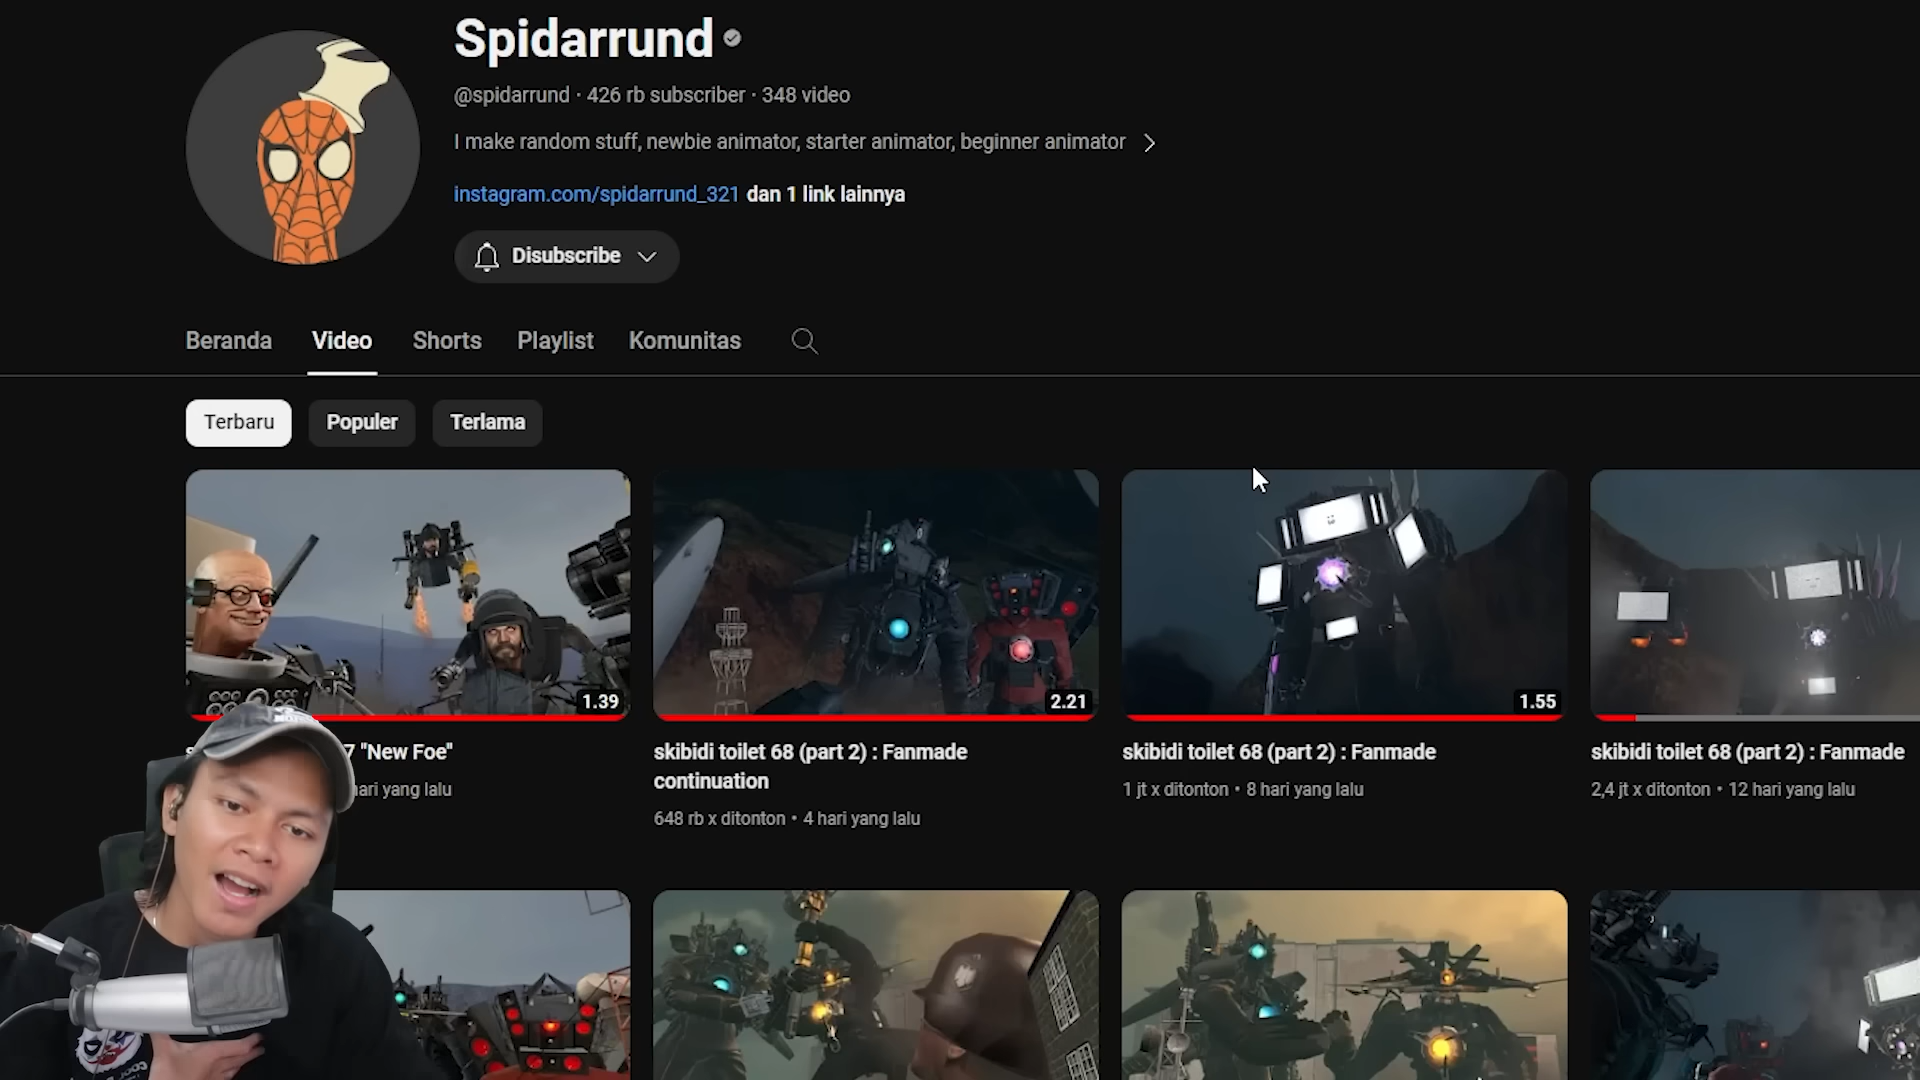 Spidarrund
@spidarrund · 426 rb subscriber · 348 video
I make random stuff, newbie animator, starter animator, beginner animator
instagram.com/spidarrund_321 dan 1 link lainnya
Disubscribe
Beranda Video Shorts Playlist Komunitas
Terbaru Populer Terlama
1.39 2.21 1.55
7 "New Foe"
hari yang lalu
skibidi toilet 68 (part 2) : Fanmade
continuation
648 rb x ditonton • 4 hari yang lalu
skibidi toilet 68 (part 2) : Fanmade
1 jt x ditonton • 8 hari yang lalu
skibidi toilet 68 (part 2) : Fanmade
2,4 jt x ditonton • 12 hari yang lalu